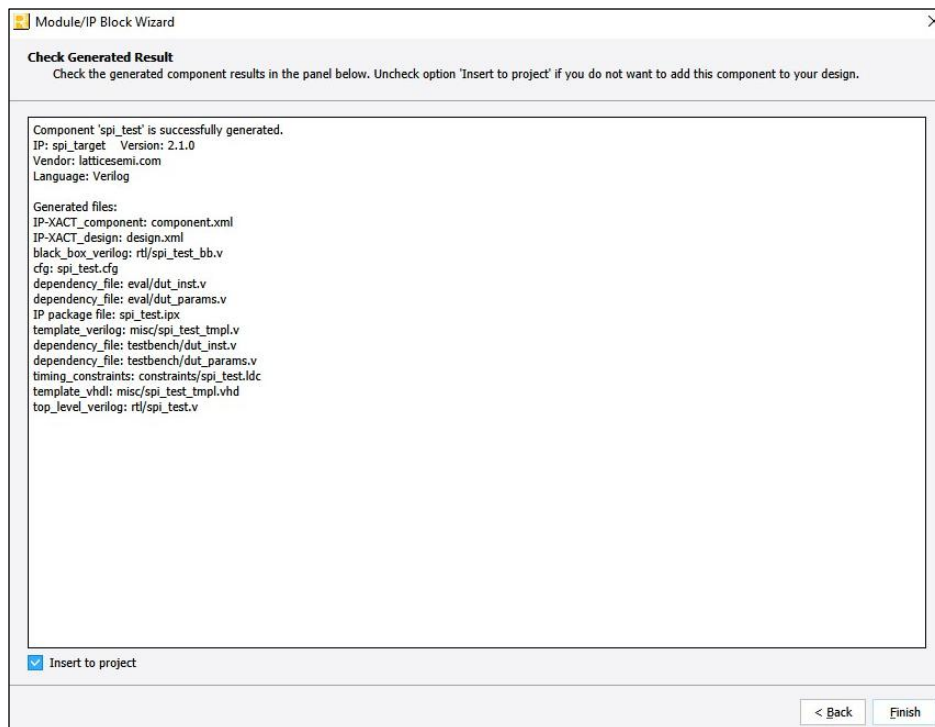 Module/IP Block Wizard
Check Generated Result
Check the generated component results in the panel below. Uncheck option 'Insert to project' if you do not want to add this component to your design.
Component 'spi_test' is successfully generated.
IP: spi_target    Version: 2.1.0
Vendor: latticesemi.com
Language: Verilog
Generated files:
IP-XACT_component: component.xml
IP-XACT_design: design.xml
black_box_verilog: rtl/spi_test_bb.v
cfg: spi_test.cfg
dependency_file: eval/dut_inst.v
dependency_file: eval/dut_params.v
IP package file: spi_test.ipx
template_verilog: misc/spi_test_tmpl.v
dependency_file: testbench/dut_inst.v
dependency_file: testbench/dut_params.v
timing_constraints: constraints/spi_test.ldc
template_vhdl: misc/spi_test_tmpl.vhd
top_level_verilog: rtl/spi_test.v
Insert to project
< Back
Finish